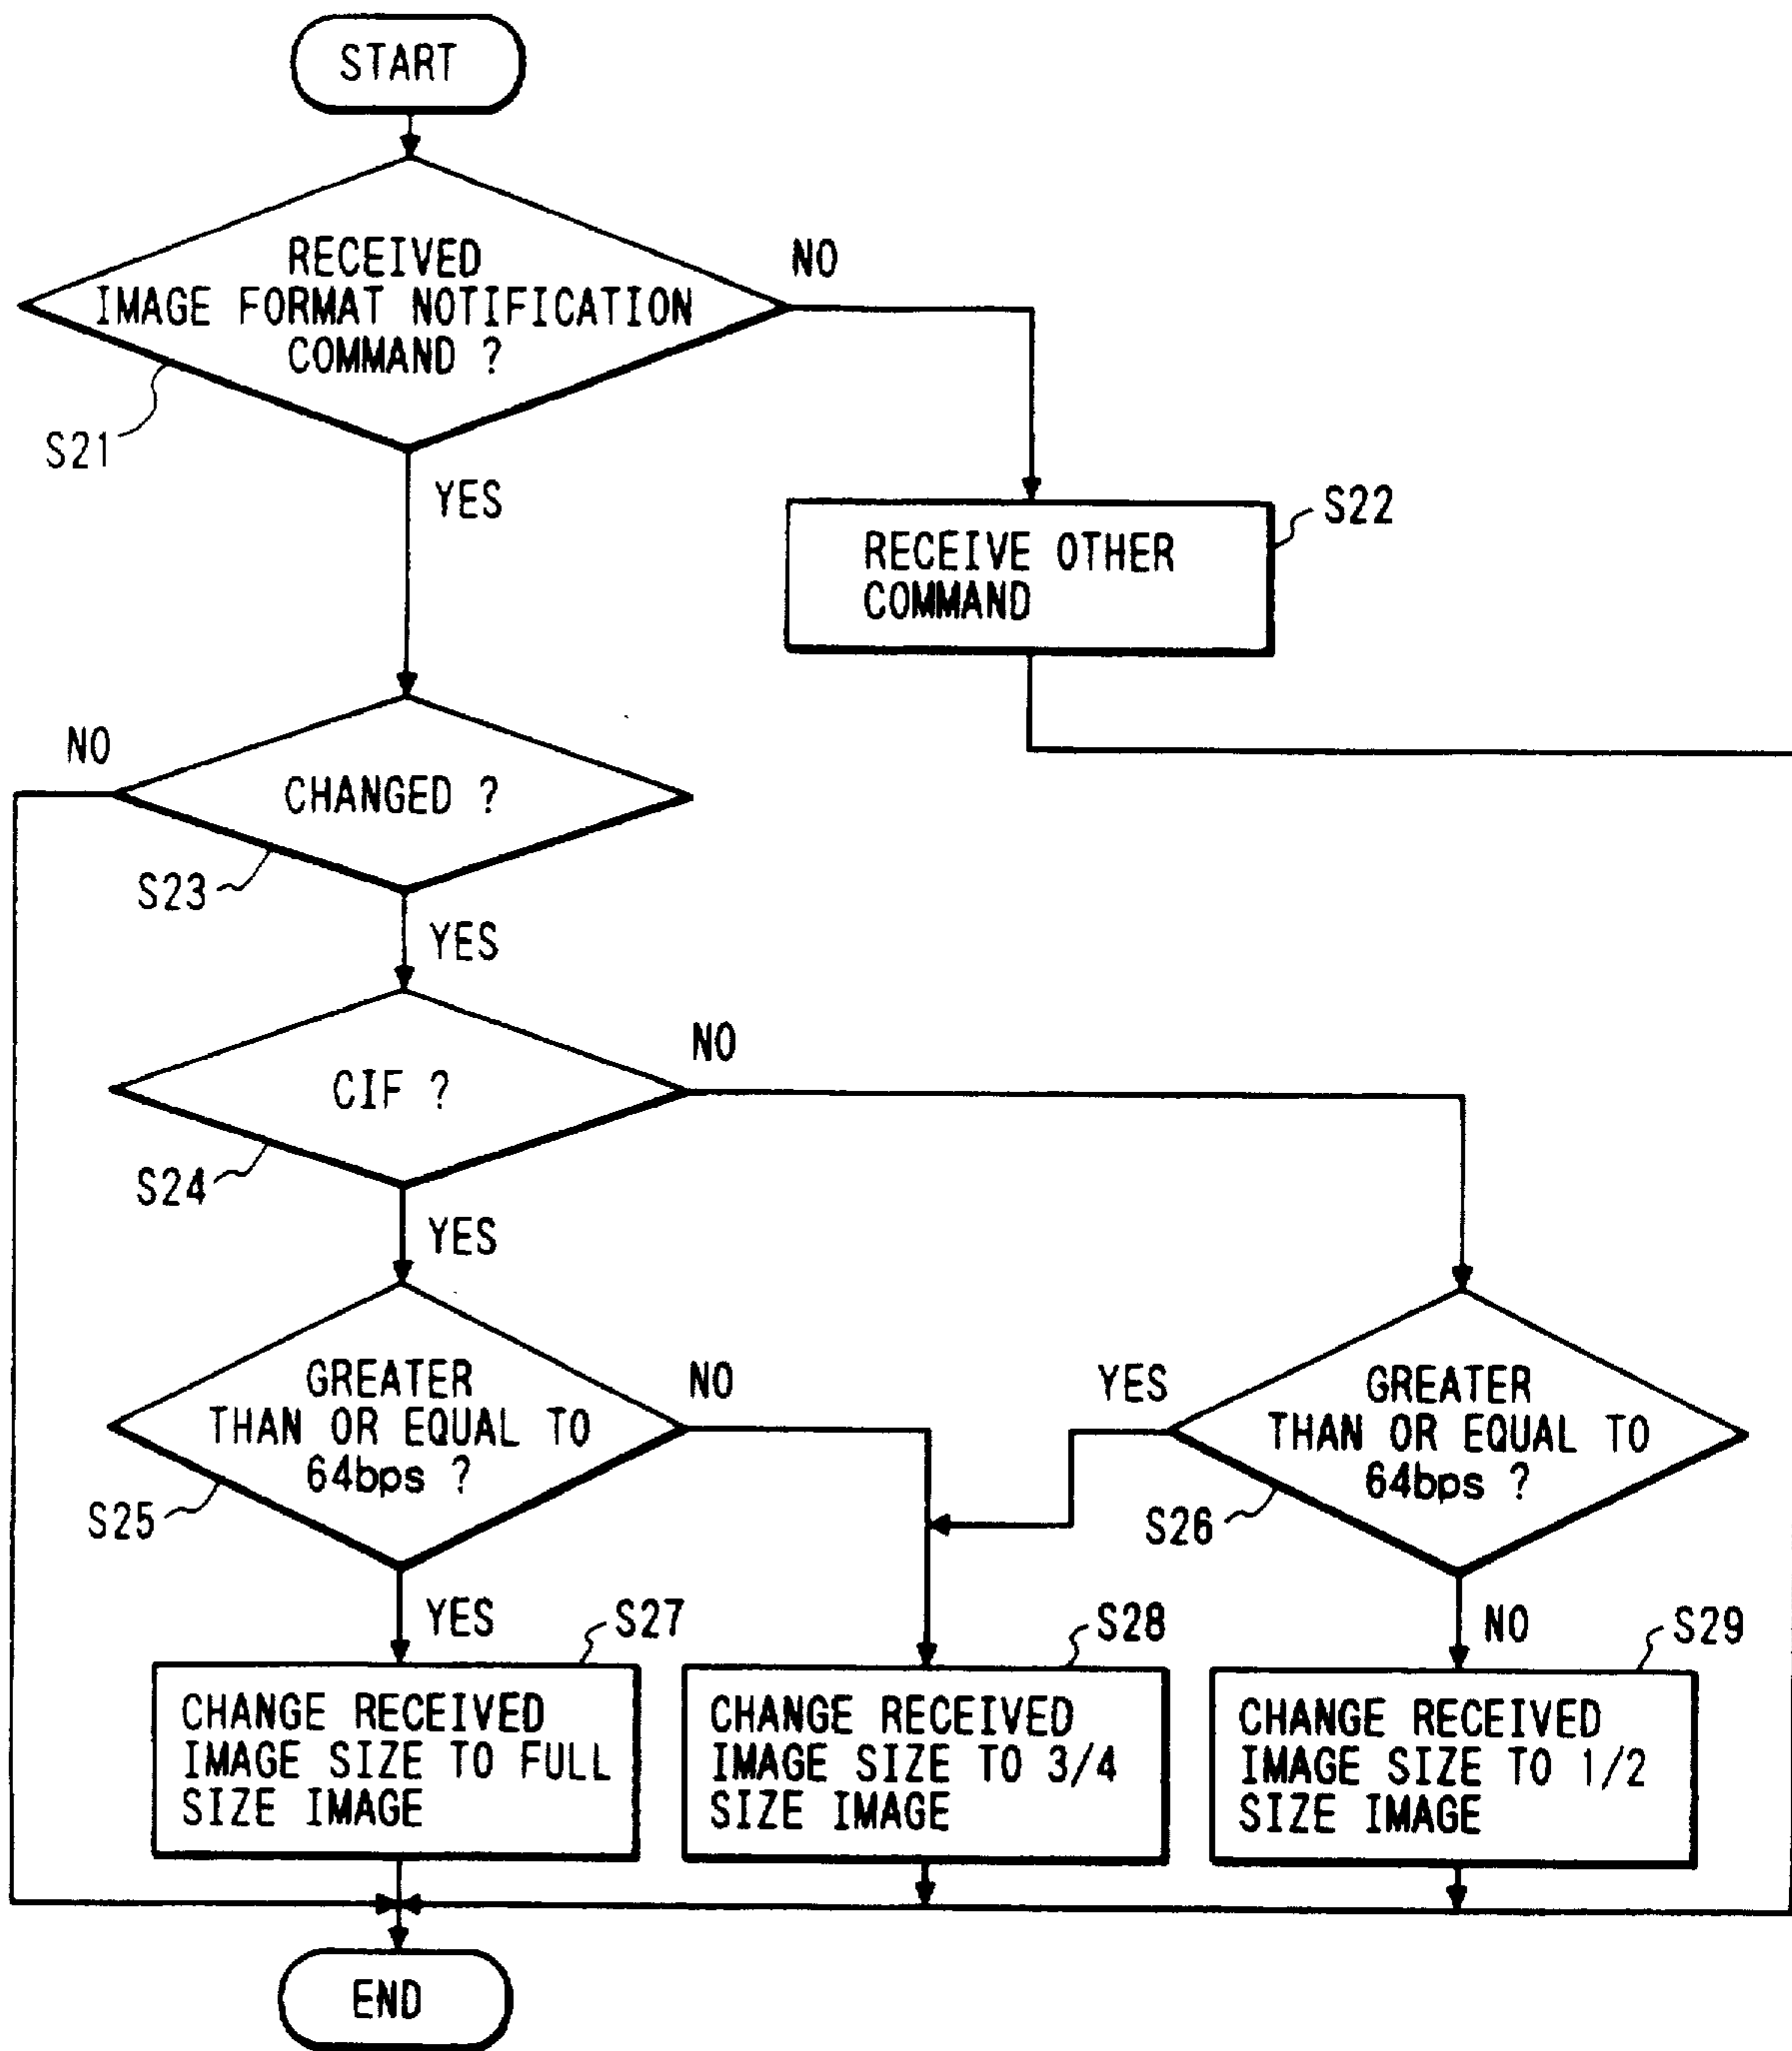 START
RECEIVED
IMAGE FORMAT NOTIFICATION
COMMAND ?
NO
S21
YES
S22
RECEIVE OTHER
COMMAND
NO
CHANGED ?
S23
YES
NO
CIF ?
S24
YES
GREATER
THAN OR EQUAL TO
64bps ?
NO
S25
YES
GREATER
THAN OR EQUAL TO
64bps ?
S26
YES
S27
S28
NO
S29
CHANGE RECEIVED
IMAGE SIZE TO FULL
SIZE IMAGE
CHANGE RECEIVED
IMAGE SIZE TO 3/4
SIZE IMAGE
CHANGE RECEIVED
IMAGE SIZE TO 1/2
SIZE IMAGE
END